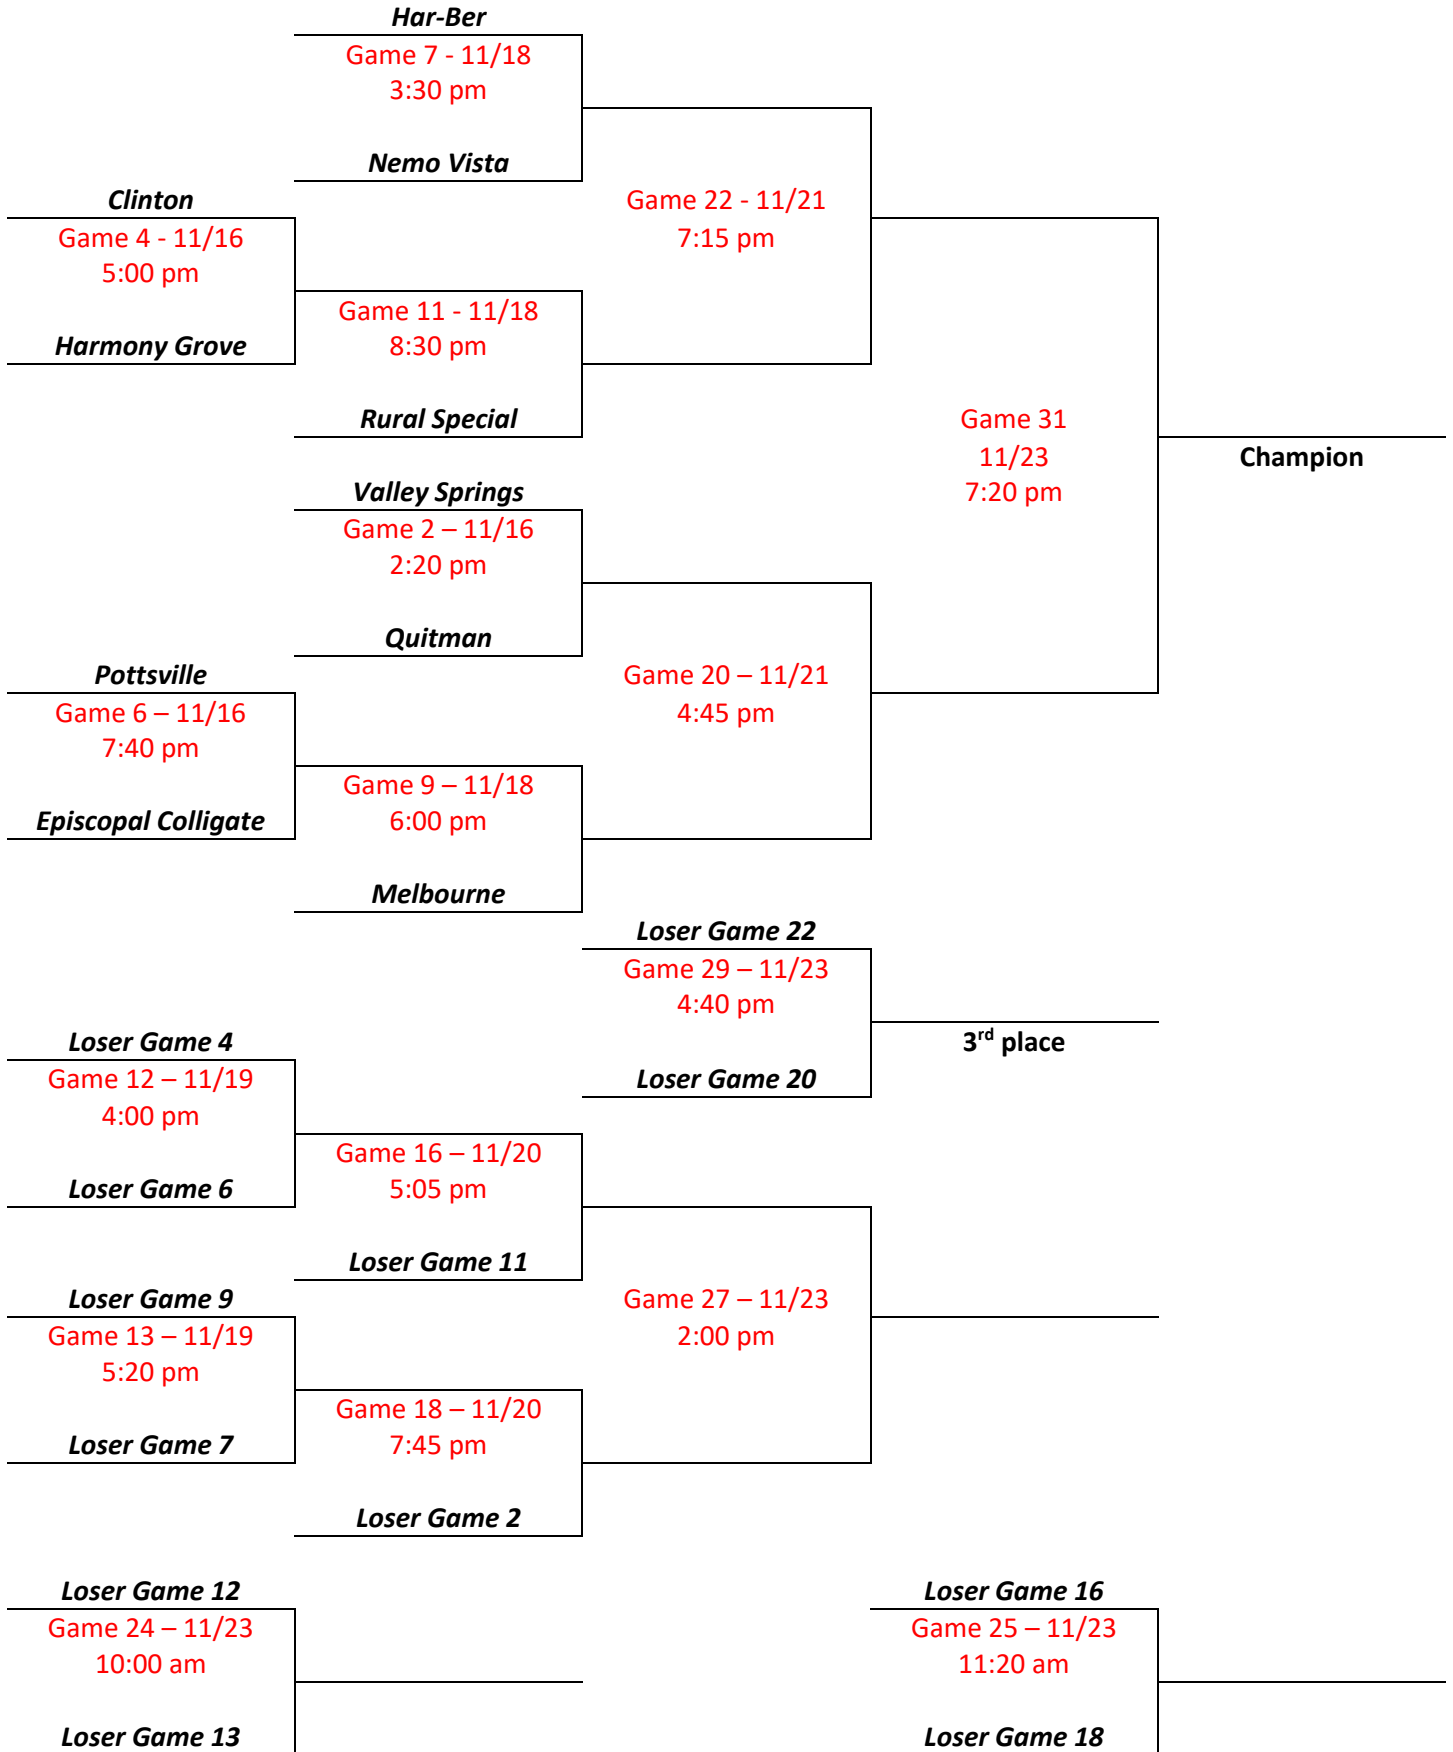 Har-Ber
Game 7 - 11/18
3:30 pm
Nemo Vista
Clinton
Game 4 - 11/16
5:00 pm
Harmony Grove
Game 22 - 11/21
7:15 pm
Game 11 - 11/18
8:30 pm
Rural Special
Game 31
11/23
7:20 pm
Champion
Valley Springs
Game 2 – 11/16
2:20 pm
Quitman
Pottsville
Game 6 – 11/16
7:40 pm
Episcopal Colligate
Game 20 – 11/21
4:45 pm
Game 9 – 11/18
6:00 pm
Melbourne
Loser Game 22
Game 29 – 11/23
4:40 pm
Loser Game 20
3rd place
Loser Game 4
Game 12 – 11/19
4:00 pm
Loser Game 6
Game 16 – 11/20
5:05 pm
Loser Game 11
Loser Game 9
Game 13 – 11/19
5:20 pm
Loser Game 7
Game 27 – 11/23
2:00 pm
Game 18 – 11/20
7:45 pm
Loser Game 2
Loser Game 12
Game 24 – 11/23
10:00 am
Loser Game 13
Loser Game 16
Game 25 – 11/23
11:20 am
Loser Game 18